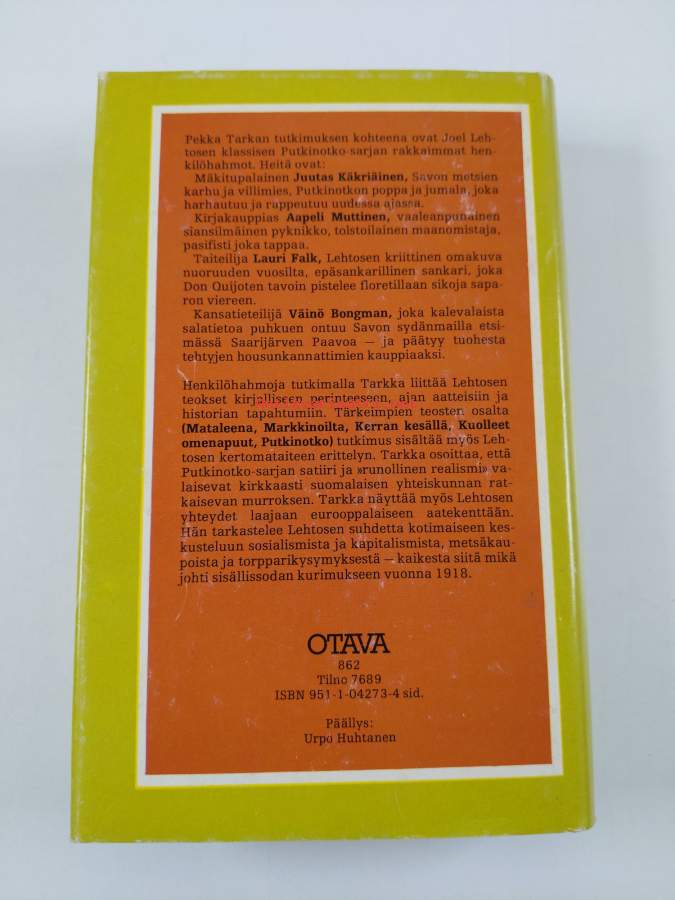 Pekka Tarkan tutkimuksen kohteena ovat Joel Leh-
tosen klassisen Putkinotko-sarjan rakkaimmat hen-
kilöhahmot. Heitä ovat:
Mäkitupalainen Juutas Käkriäinen, Savon metsien
karhu ja villimies, Putkinotkon poppa ja jumala, joka
harhautuu ja rappeutuu uudessa ajassa.
Kirjakauppias Aapeli Muttinen, vaaleanpunainen
siansilmäinen pyknikko, tolstoilainen maanomistaja,
pasifisti joka tappaa.
Taiteilija Lauri Falk, Lehtosen kriittinen omakuva
nuoruuden vuosilta, epäsankarillinen sankari, joka
Don Quijoten tavoin pistelee floretillaan sikoja sapa-
ron viereen.
Kansatieteilijä Väinö Bongman, joka kalevalaista
salatietoa puhkuen ontuu Savon sydänmailla etsi-
mässä Saarijärven Paavoa — ja päätyy tuohesta
tehtyjen housunkannattimien kauppiaaksi.
Henkilöhahmoja tutkimalla Tarkka liittää Lehtosen
teokset kirjalliseen perinteeseen, ajan aatteisiin ja
historian tapahtumiin. Tärkeimpien teosten osalta
(Mataleena, Markkinoilta, Kerran kesällä, Kuolleet
omenapuut, Putkinotko) tutkimus sisältää myös Leh-
tosen kertomataiteen erittelyn. Tarkka osoittaa, että
Putkinotko-sarjan satiiri ja »runollinen realismi» va-
laisevat kirkkaasti suomalaisen yhteiskunnan rat-
kaisevan murroksen. Tarkka näyttää myös Lehtosen
yhteydet laajaan eurooppalaiseen aatekenttään.
Hän tarkastelee Lehtosen suhdetta kotimaiseen kes-
kusteluun sosialismista ja kapitalismista, metsäkau-
poista ja torpparikysymyksestä — kaikesta siitä mikä
johti sisällissodan kurimukseen vuonna 1918.
OTAVA
862
Tilno 7689
ISBN 951-1-04273-4 sid.
Päällys:
Urpo Huhtanen